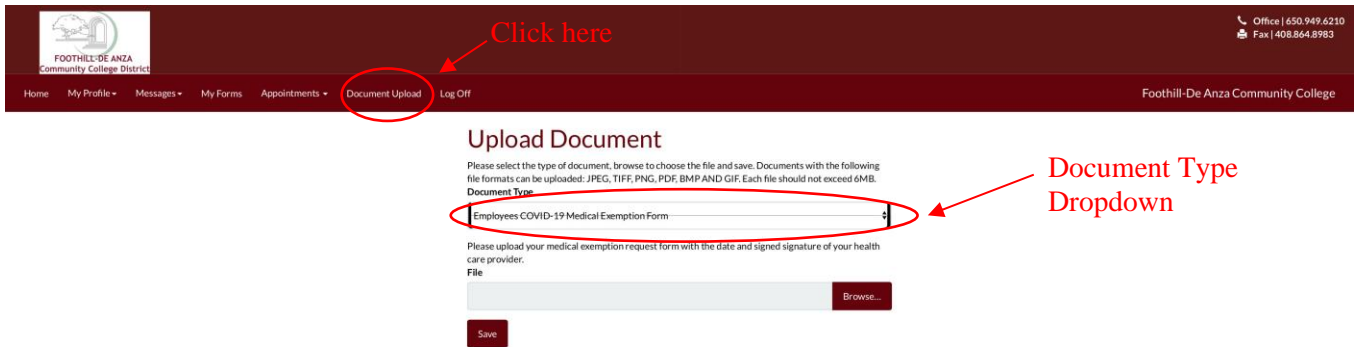 FOOTHILL-DE ANZA
Community College District
Click here
Office | 650.949.6210
Fax | 408.864.8983
Home My Profile Messages My Forms Appointments Document Upload Log Off
Foothill-De Anza Community College
Upload Document
Please select the type of document, browse to choose the file and save. Documents with the following
file formats can be uploaded: JPEG, TIFF, PNG, PDF, BMP AND GIF. Each file should not exceed 6MB.
Document Type
Employees COVID-19 Medical Exemption Form
Document Type
Dropdown
Please upload your medical exemption request form with the date and signed signature of your health
care provider.
File
Browse...
Save